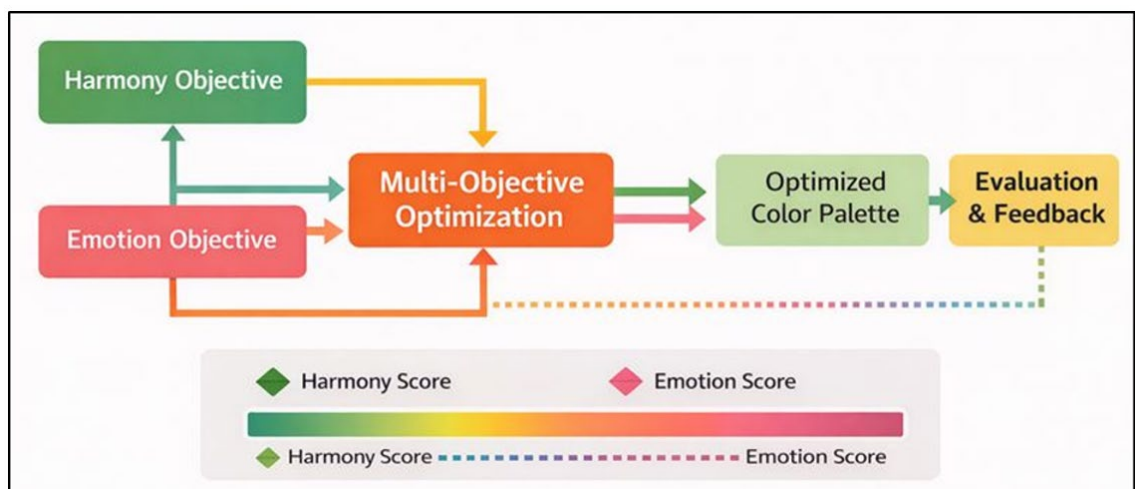 Harmony Objective
Emotion Objective
Multi-Objective
Optimization
Optimized
Color Palette
Evaluation
& Feedback
Harmony Score
Emotion Score
Harmony Score
Emotion Score